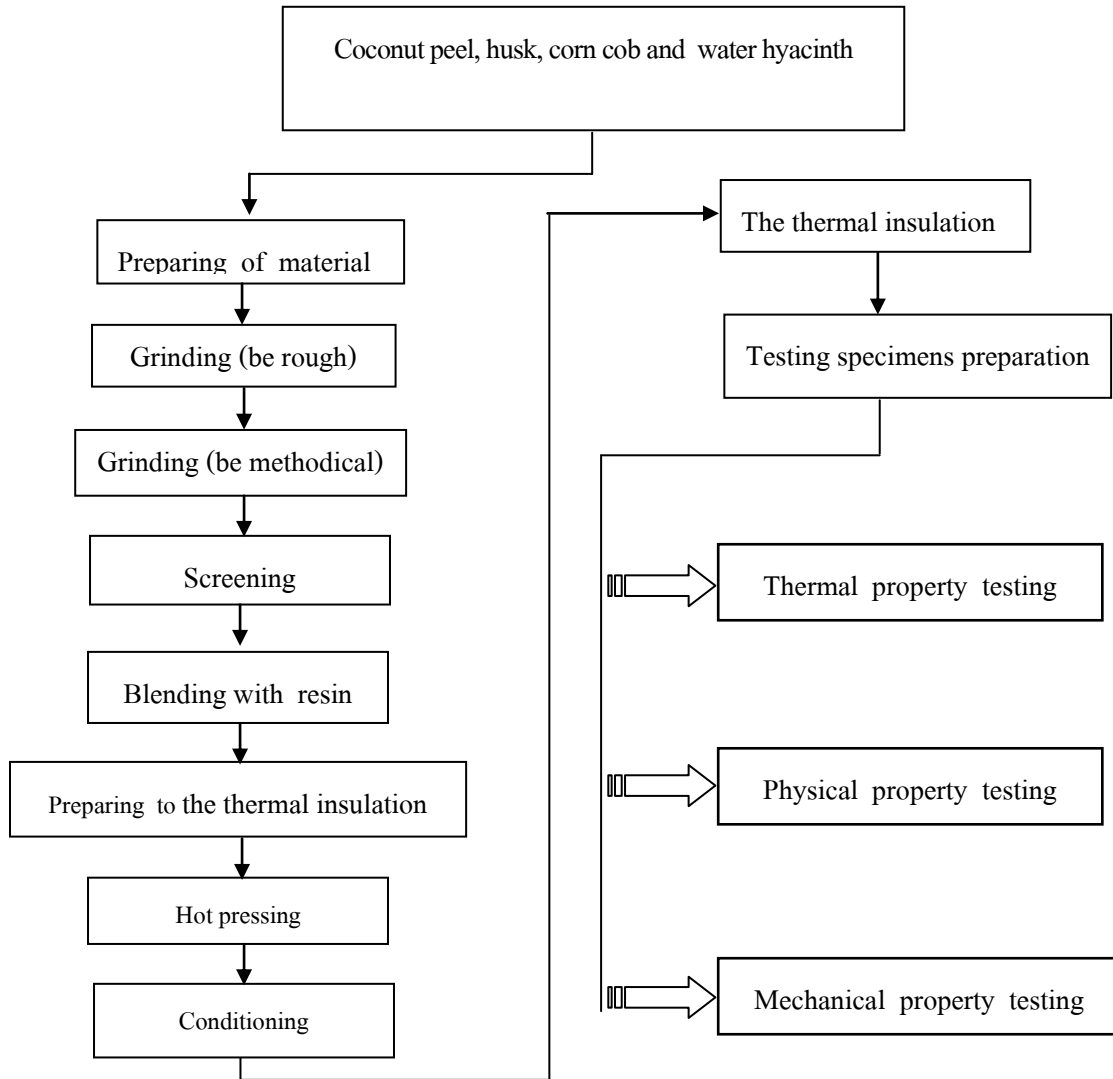 Coconut peel, husk, corn cob and water hyacinth
Preparing of material
Grinding (be rough)
Grinding (be methodical)
Screening
Blending with resin
Preparing to the thermal insulation
Hot pressing
Conditioning
The thermal insulation
Testing specimens preparation
Thermal property testing
Physical property testing
Mechanical property testing